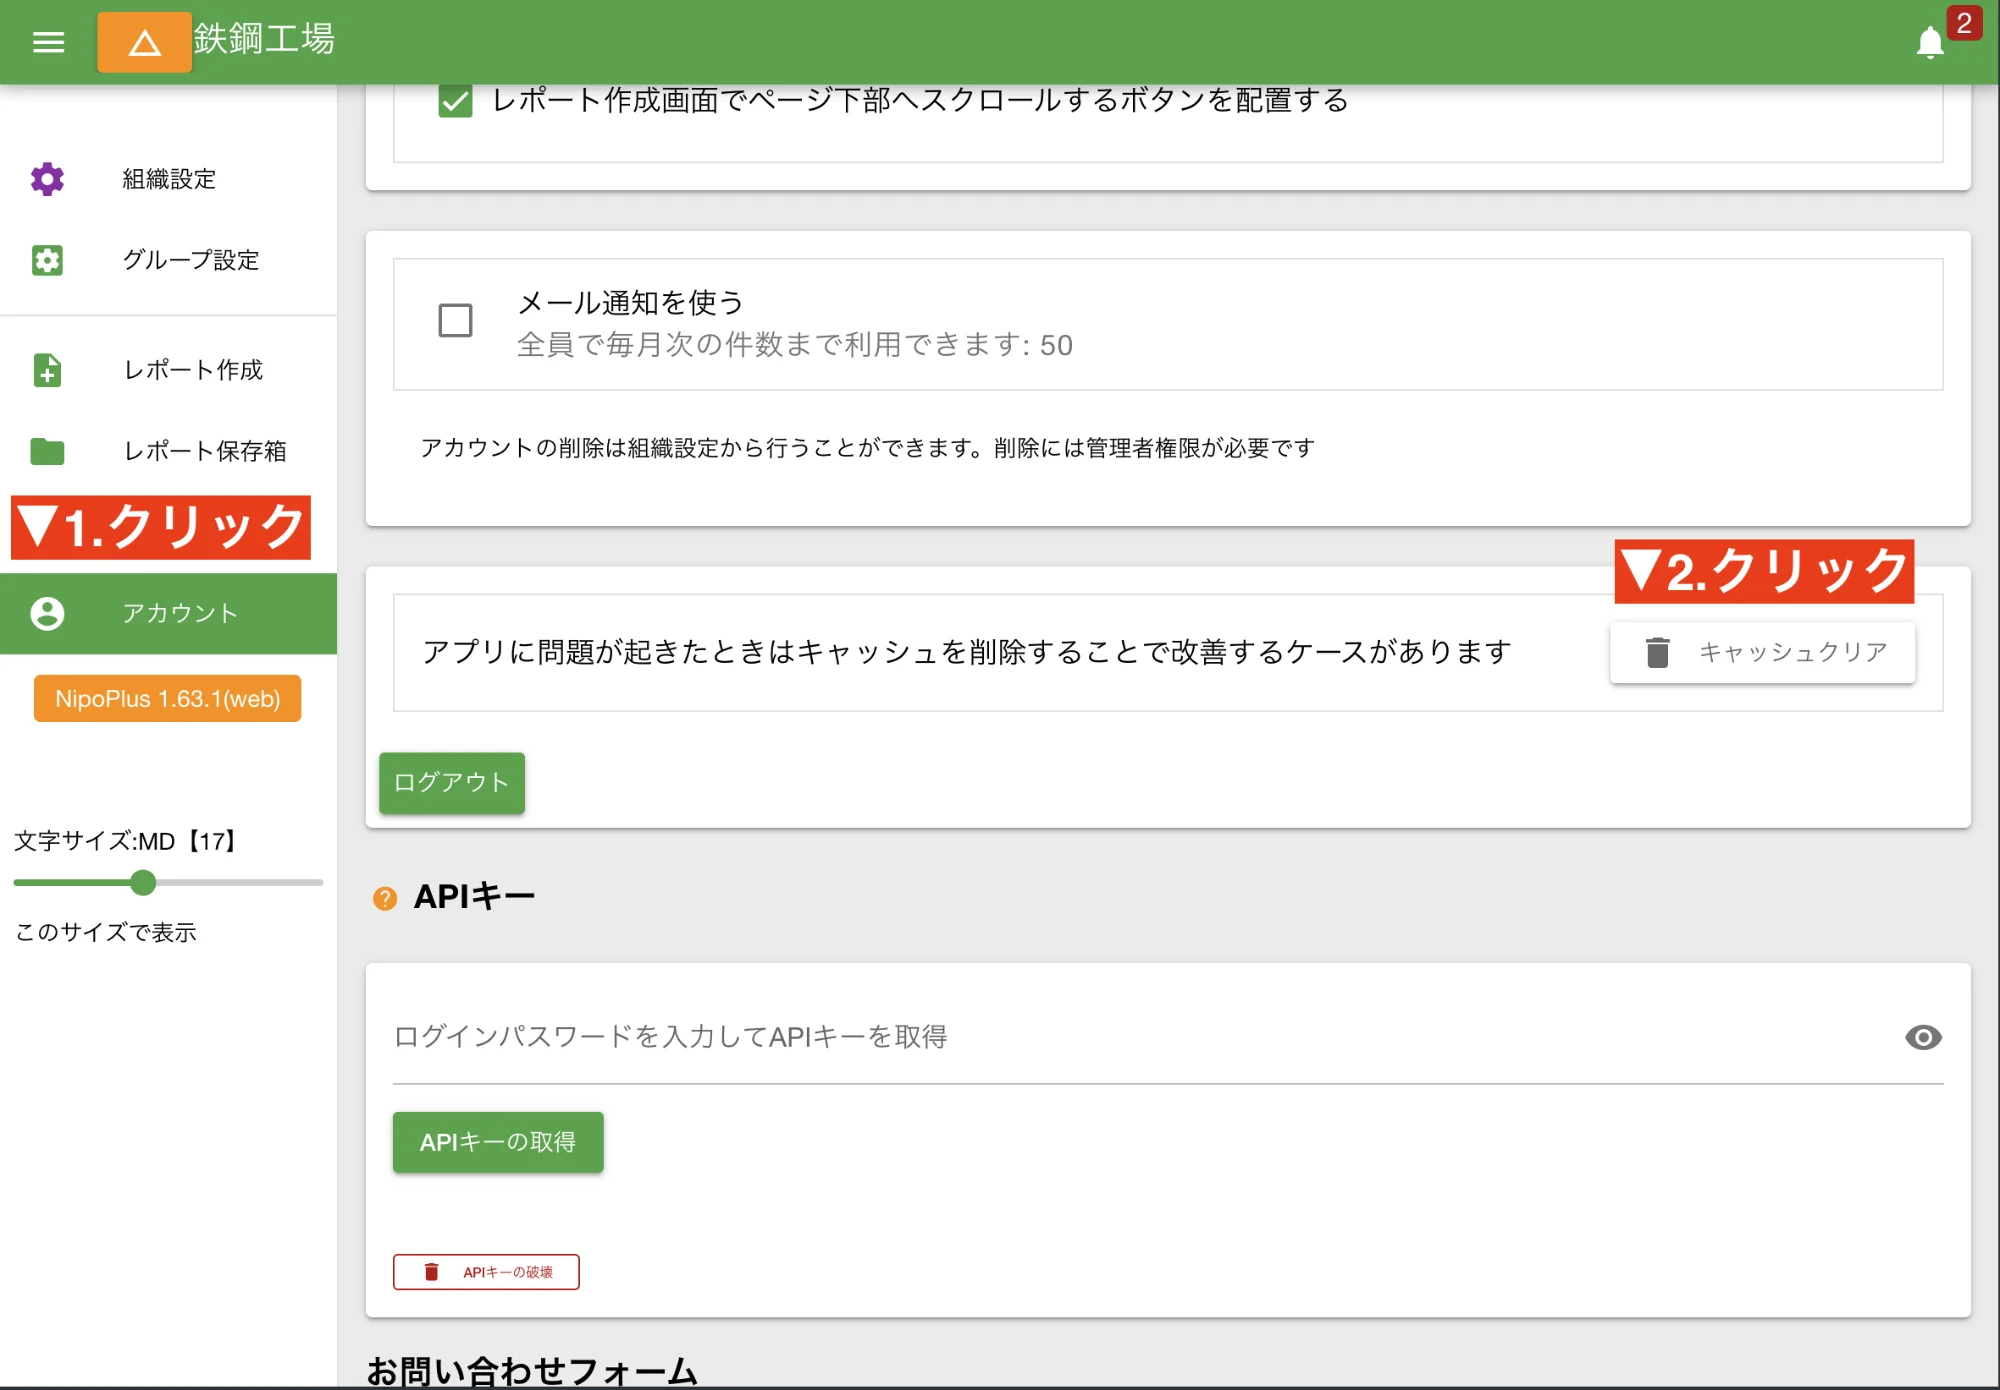 鉄鋼工場
2
レポート作成画面でページ下部へスクロールするボタンを配置する
組織設定
グループ設定
レポート作成
レポート保存箱
▼1.クリック
アカウント
NipoPlus 1.63.1(web)
文字サイズ:MD【17】
このサイズで表示
メール通知を使う
全員で毎月次の件数まで利用できます: 50
アカウントの削除は組織設定から行うことができます。削除には管理者権限が必要です
▼2.クリック
アプリに問題が起きたときはキャッシュを削除することで改善するケースがあります
キャッシュクリア
ログアウト
? APIキー
ログインパスワードを入力してAPIキーを取得
APIキーの取得
APIキーの破壊
お問い合わせフォーム